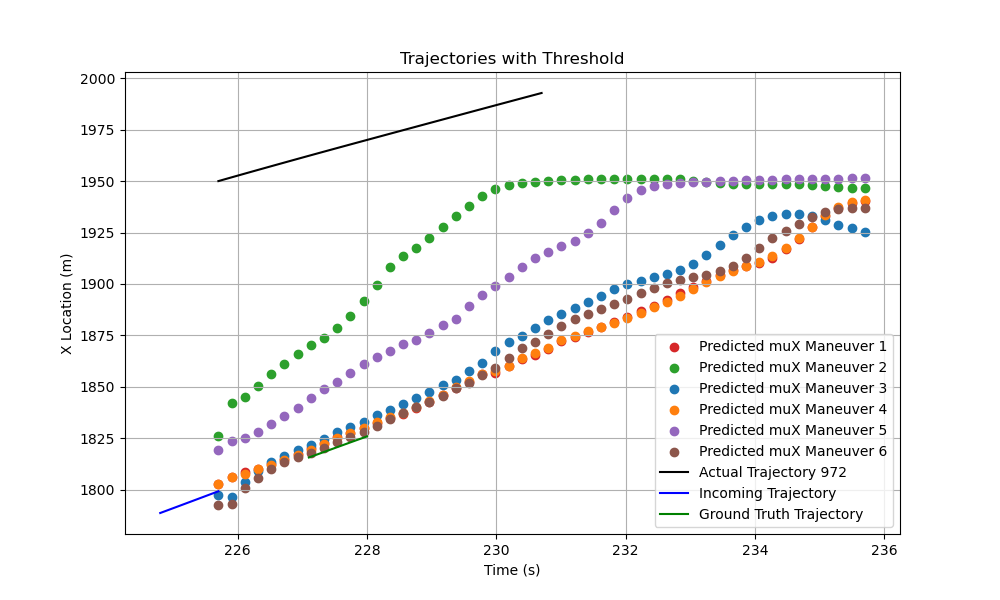 Trajectories with Threshold
X Location (m)
2000
1975
1950
1925
1900
1875
1850
1825
1800
Predicted muX Maneuver 1
Predicted muX Maneuver 2
Predicted muX Maneuver 3
Predicted muX Maneuver 4
Predicted muX Maneuver 5
Predicted muX Maneuver 6
Actual Trajectory 972
Incoming Trajectory
Ground Truth Trajectory
226 228 230 232 234 236
Time (s)